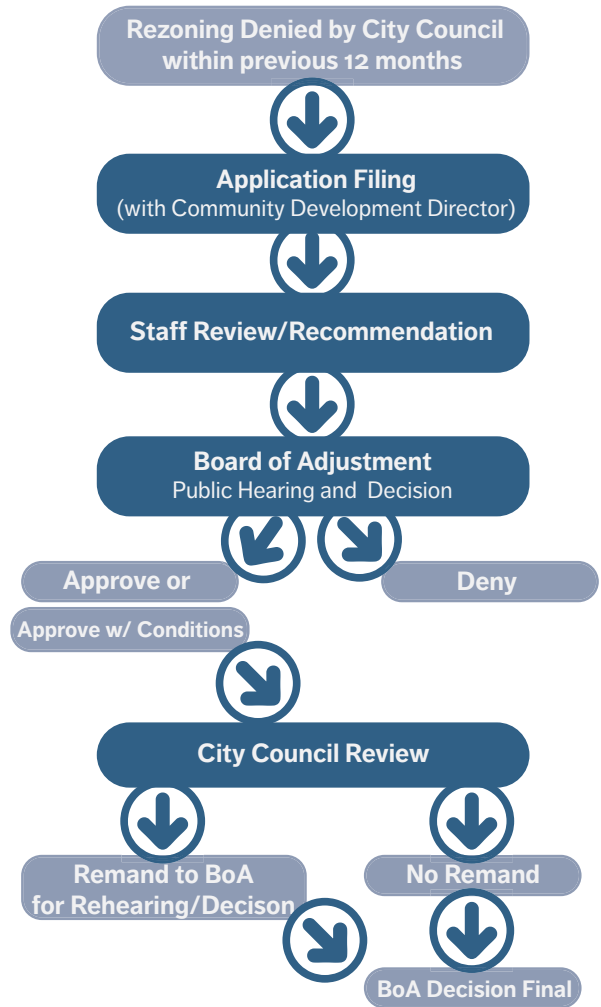 Rezoning Denied by City Council
within previous 12 months
Application Filing
(with Community Development Director)
Staff Review/Recommendation
Board of Adjustment
Public Hearing and Decision
Approve or
Deny
Approve w/ Conditions
City Council Review
Remand to BoA
for Rehearing/Decison
No Remand
BoA Decision Final